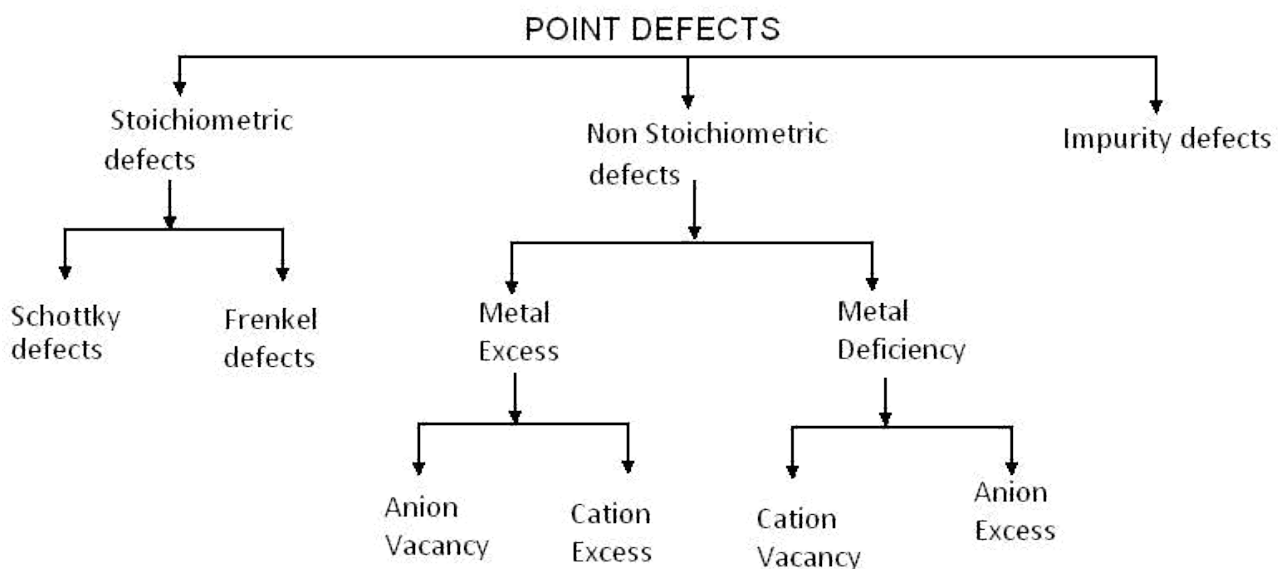 POINT DEFECTS
Stoichiometric
defects
Non Stoichiometric
defects
Impurity defects
Schottky
defects
Frenkel
defects
Metal
Excess
Metal
Deficiency
Anion
Vacancy
Cation
Excess
Cation
Vacancy
Anion
Excess